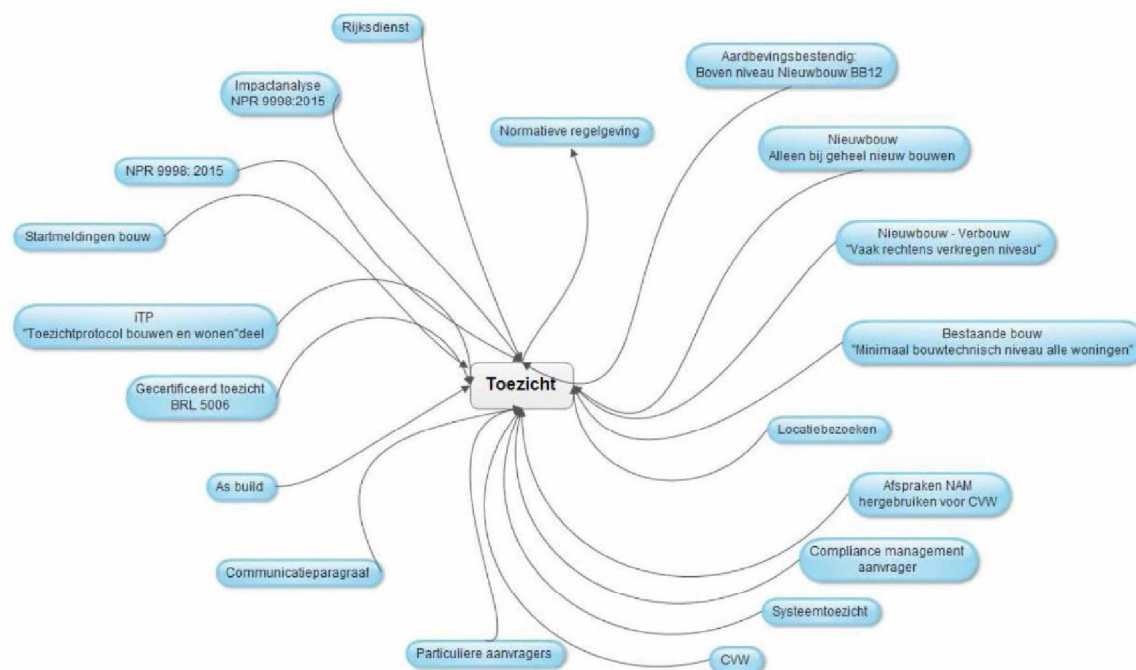 Rijksdienst
Aardbevingsbestendig:
Boven niveau Nieuwbouw BB12
Impactanalyse
NPR 9998:2015
Normatieve regelgeving
Nieuwbouw
Alleen bij geheel nieuw bouwen
NPR 9998: 2015
Startmeldingen bouw
Nieuwbouw - Verbouw
"Vaak rechtens verkregen niveau"
iTP
"Toezichtprotocol bouwen en wonen"deel
Bestaande bouw
"Minimaal bouwtechnisch niveau alle woningen"
Toezicht
Gecertificeerd toezicht
BRL 5006
Locatiebezoeken
As build
Afspraken NAM
hergebruiken voor CVW
Communicatieparagraaf
Compliance management
aanvrager
Systeemtoezicht
Particuliere aanvragers
CVW